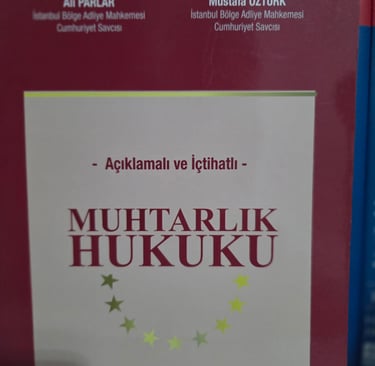 Ali PARLAR
İstanbul Bölge Adliye Mahkemesi
Cumhuriyet Savcısı
Mustafa ÖZTÜRK
İstanbul Bölge Adliye Mahkemesi
Cumhuriyet Savcısı
- Açıklamalı ve İçtihatlı -
MUHTARLIK
HUKUKU